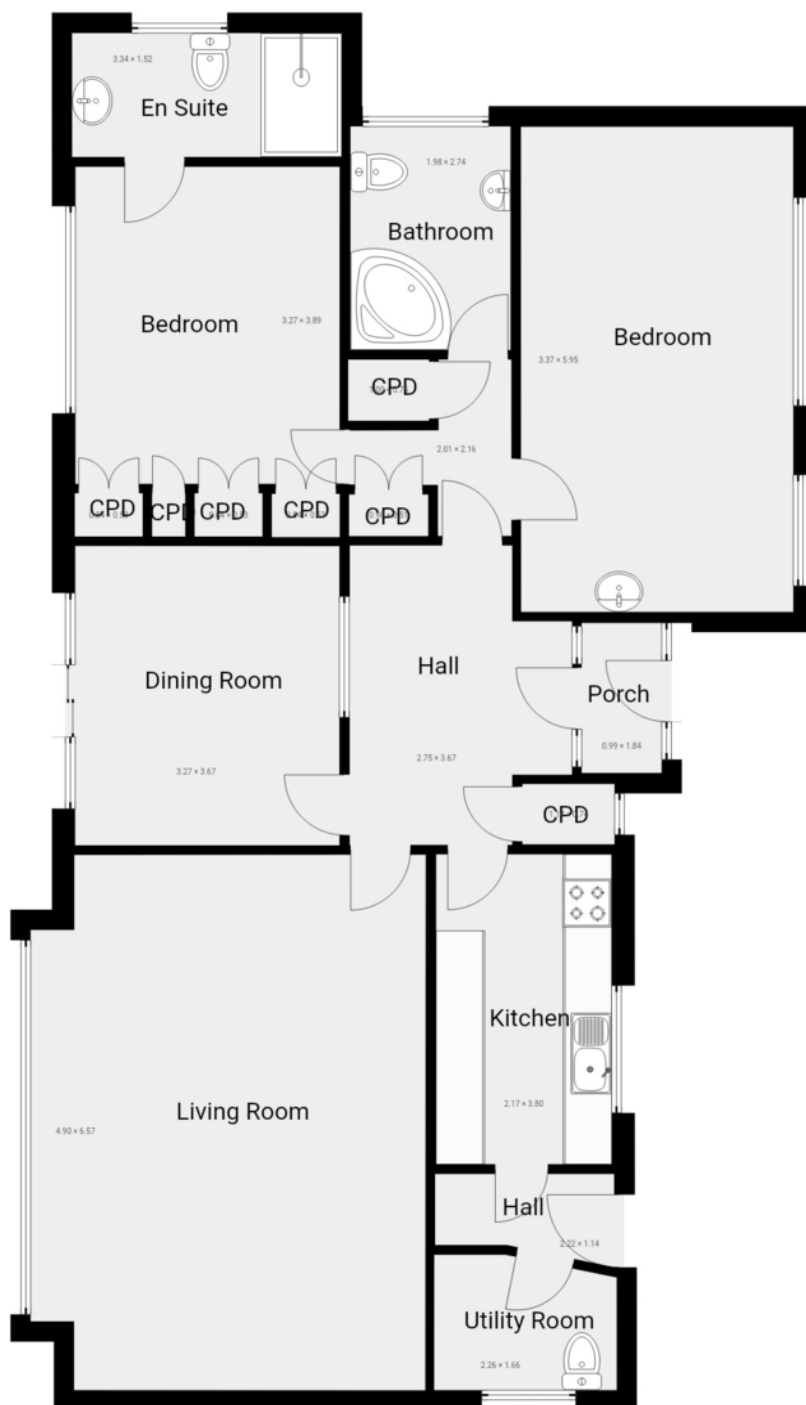 3.34 × 1.52
En Suite
1.98 × 2.74
Bathroom
Bedroom
3.27 × 3.89
Bedroom
3.37 × 5.95
CPD
2.01 × 2.16
CPD
CPD
CPD
CPD
CPD
Dining Room
3.27 × 3.67
Hall
2.75 × 3.67
Porch
0.99 × 1.84
CPD
Kitchen
2.17 × 3.80
Living Room
4.90 × 6.57
Hall
2.22 × 1.14
Utility Room
2.26 × 1.66